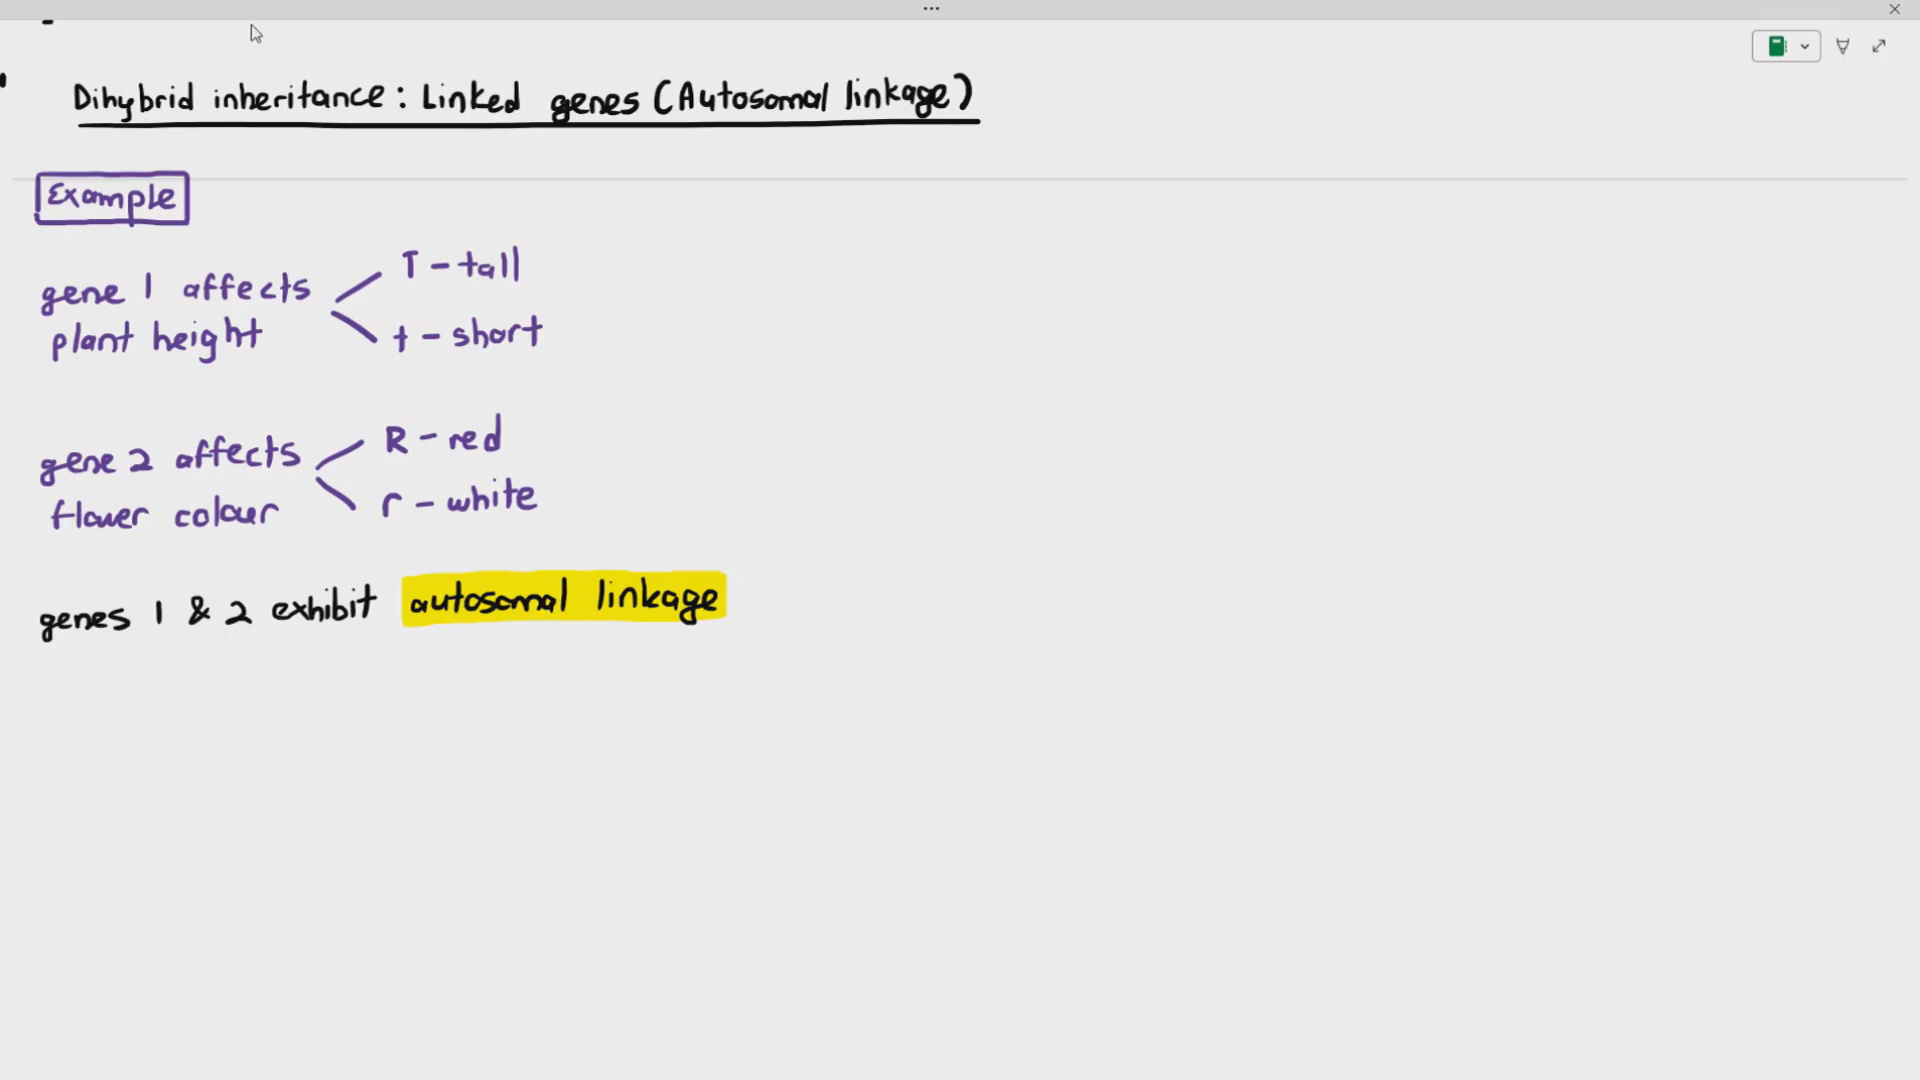 Dihybrid inheritance: Linked genes (Autosomal linkage)
Example
gene 1 affects
plant height
T - tall
t - short
gene 2 affects
flower colour
R - red
r - white
genes 1 & 2 exhibit autosomal linkage